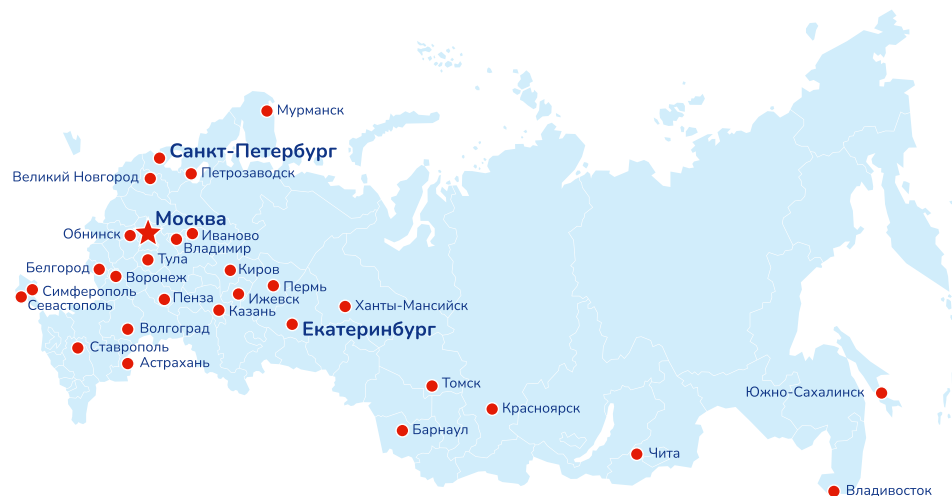 Мурманск
Санкт-Петербург
Петрозаводск
Великий Новгород
Москва
Обнинск
Иваново
Владимир
Тула
Белгород
Киров
Воронеж
Пермь
Симферополь
Ижевск
Пенза
Севастополь
Ханты-Мансийск
Казань
Волгоград
Екатеринбург
Ставрополь
Астрахань
Томск
Южно-Сахалинск
Красноярск
Барнаул
Чита
Владивосток